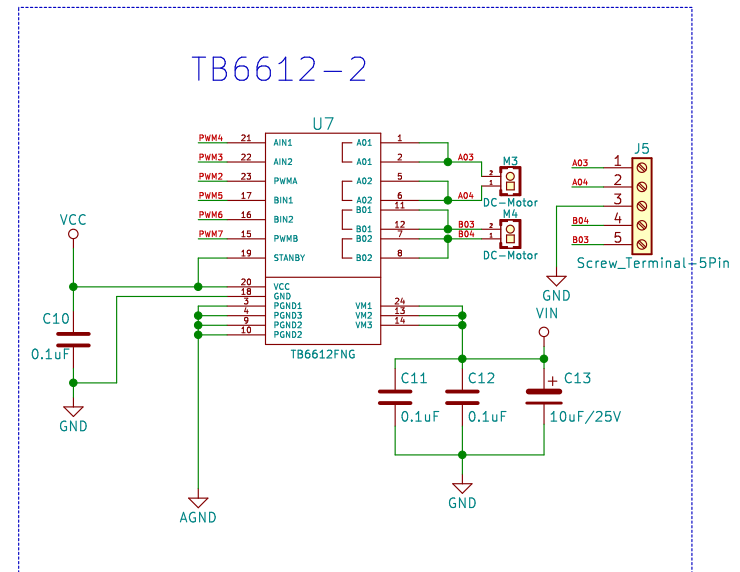 TB6612-2
U7
PWM4 21 AIN1 A01 1
PWM3 22 AIN2 A01 2 A03
PWM2 23 PWMA A02 5
PWM5 17 BIN1 A02 6 A04
B01 11
PWM6 16 BIN2 B01 12 B03
PWM7 15 PWMB B02 7 B04
19 STANBY B02 8
20 VCC
18 GND
3 PGND1 VM1 24
4 PGND3 VM2 13
9 PGND2 VM3 14
10 PGND2
TB6612FNG
M3
2
1
DC-Motor
M4
2
1
DC-Motor
J5
A03 1
A04 2
3
B04 4
B03 5
Screw_Terminal-5Pin
GND
VCC
C10
0.1uF
GND
AGND
VIN
C11
0.1uF
C12
0.1uF
+ C13
10uF/25V
GND